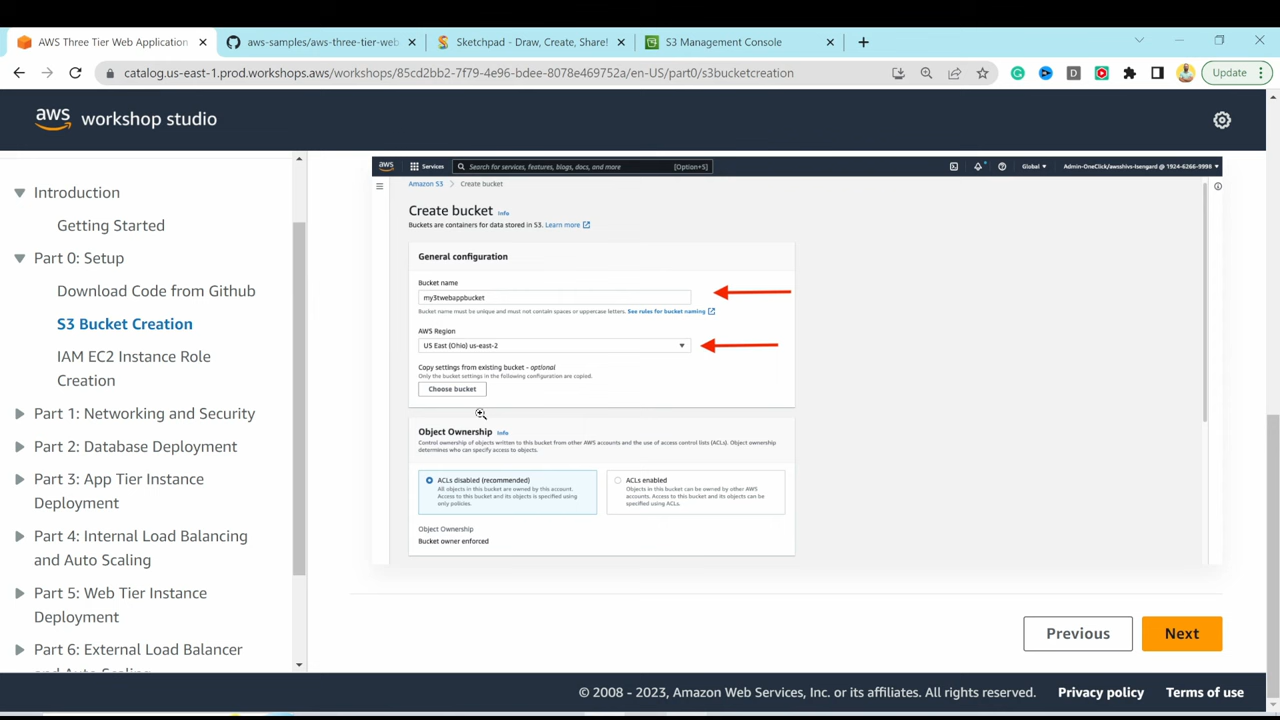 AWS Three Tier Web Application
aws-samples/aws-three-tier-web
Sketchpad - Draw, Create, Share!
S3 Management Console
catalog.us-east-1.prod.workshops.aws/workshops/85cd2bb2-7f79-4e96-bdee-8078e469752a/en-US/part0/s3bucketcreation
Update
aws workshop studio
Introduction
Getting Started
Part 0: Setup
Download Code from Github
S3 Bucket Creation
IAM EC2 Instance Role
Creation
Part 1: Networking and Security
Part 2: Database Deployment
Part 3: App Tier Instance
Deployment
Part 4: Internal Load Balancing
and Auto Scaling
Part 5: Web Tier Instance
Deployment
Part 6: External Load Balancer
and Auto Scaling
aws Services Search for services, features, blogs, docs, and more [Option+S] Global Admin-OneClick/awsshivs-Isengard @ 1924-6266-9998
Amazon S3 > Create bucket
Create bucket Info
Buckets are containers for data stored in S3. Learn more
General configuration
Bucket name
my3twebappbucket
Bucket name must be unique and must not contain spaces or uppercase letters. See rules for bucket naming
AWS Region
US East (Ohio) us-east-2
Copy settings from existing bucket - optional
Only the bucket settings in the following configuration are copied.
Choose bucket
Object Ownership Info
Control ownership of objects written to this bucket from other AWS accounts and the use of access control lists (ACLs). Object ownership
determines who can specify access to objects.
ACLs disabled (recommended)
All objects in this bucket are owned by this account.
Access to this bucket and its objects is specified using
only policies.
ACLs enabled
Objects in this bucket can be owned by other AWS
accounts. Access to this bucket and its objects can be
specified using ACLs.
Object Ownership
Bucket owner enforced
Previous
Next
© 2008 - 2023, Amazon Web Services, Inc. or its affiliates. All rights reserved.
Privacy policy
Terms of use